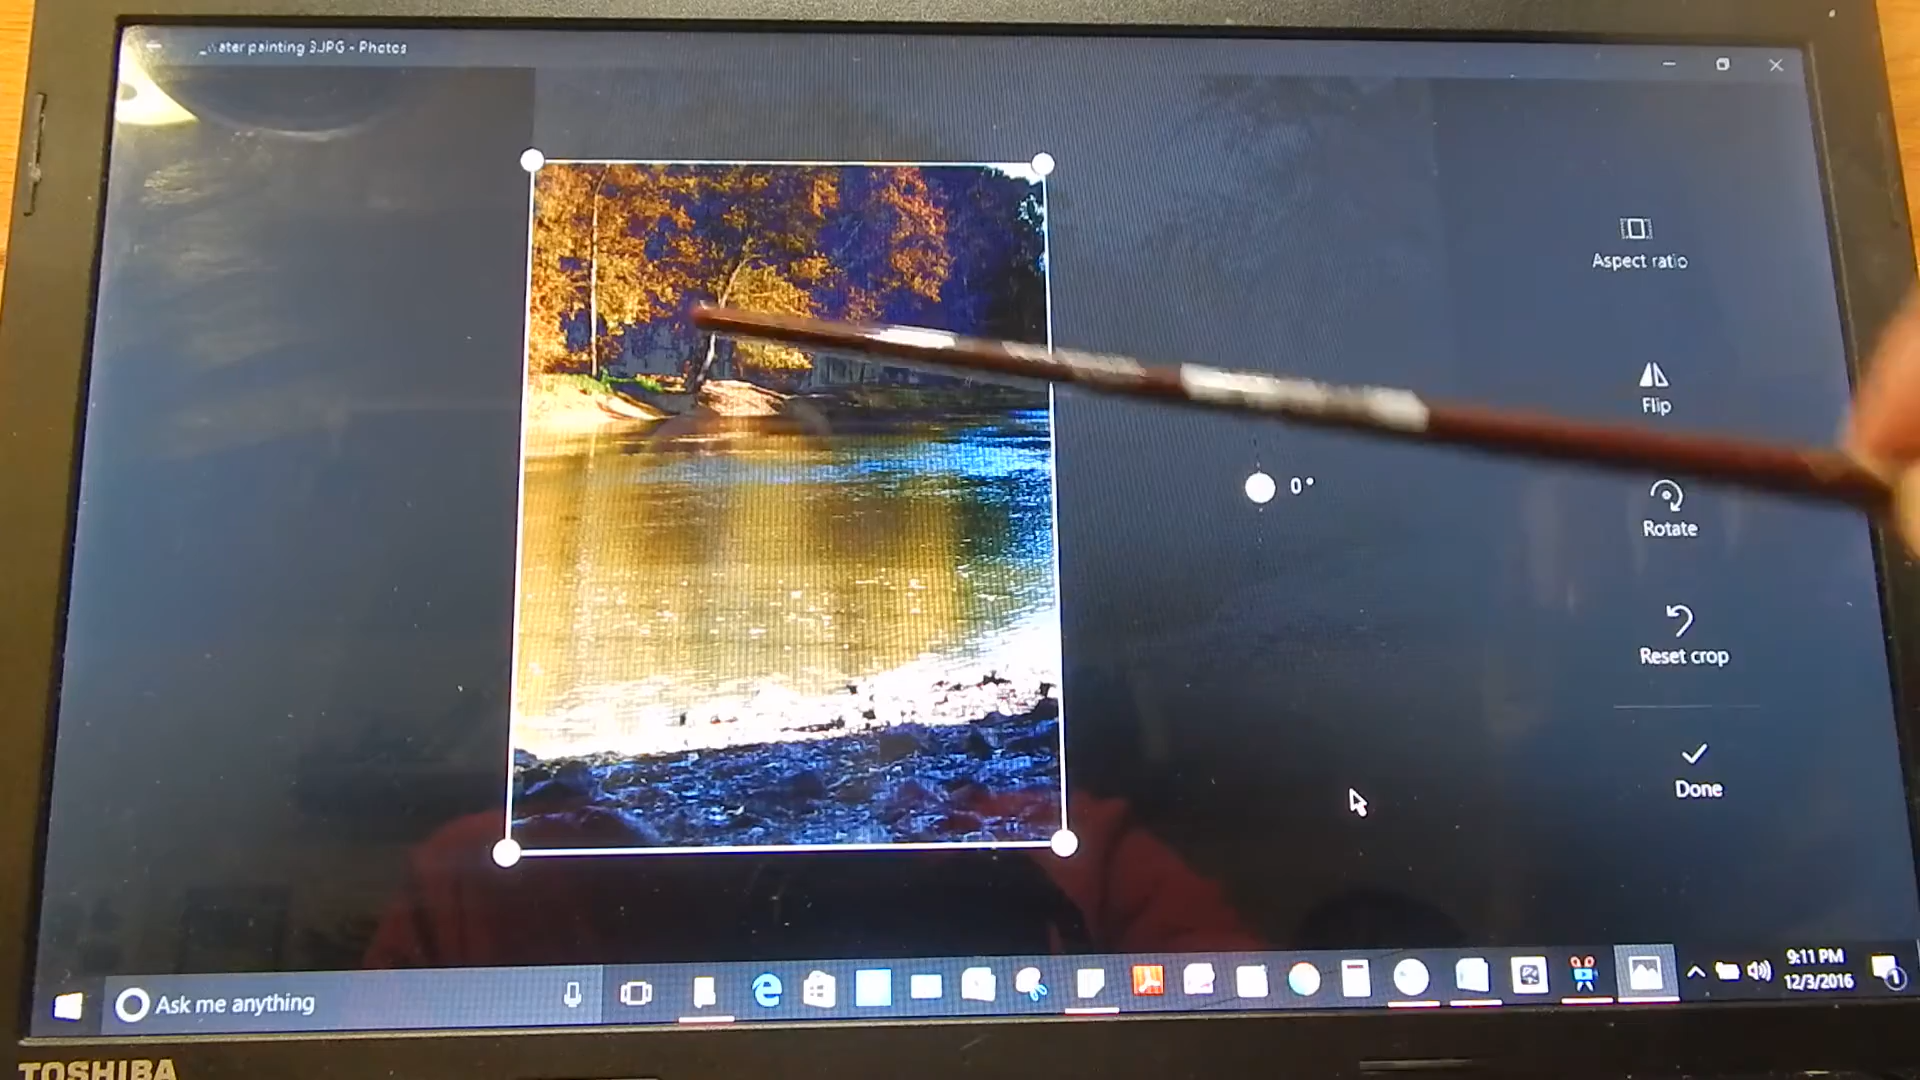 ater painting 3.JPG - Photos
Aspect ratio
Flip
0°
Rotate
Reset crop
Done
Ask me anything
9:11 PM
12/3/2016
1
TOSHIBA